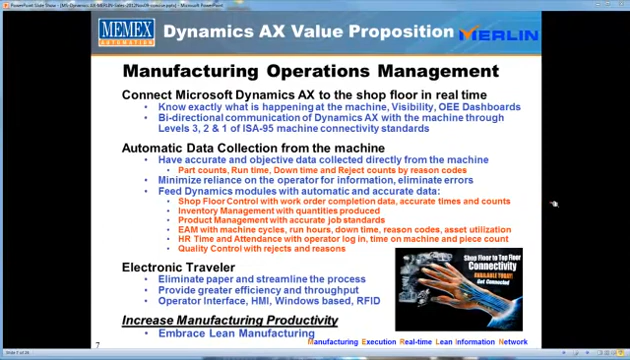 MEMEX
AUTOMATION
Dynamics AX Value Proposition
MERLIN
Manufacturing Operations Management
Connect Microsoft Dynamics AX to the shop floor in real time
• Know exactly what is happening at the machine, Visibility, OEE Dashboards
• Bi-directional communication of Dynamics AX with the machine through
Levels 3, 2 & 1 of ISA-95 machine connectivity standards
Automatic Data Collection from the machine
• Have accurate and objective data collected directly from the machine
• Part counts, Run time, Down time and Reject counts by reason codes
• Minimize reliance on the operator for information, eliminate errors
• Feed Dynamics modules with automatic and accurate data:
• Shop Floor Control with work order completion data, accurate times and counts
• Inventory Management with quantities produced
• Product Management with accurate job standards
• EAM with machine cycles, run hours, down time, reason codes, asset utilization
• HR Time and Attendance with operator log in, time on machine and piece count
• Quality Control with rejects and reasons
Electronic Traveler
• Eliminate paper and streamline the process
• Provide greater efficiency and throughput
• Operator Interface, HMI, Windows based, RFID
Shop Floor to Top Floor
Connectivity
AVAILABLE TODAY!
Get Connected
Increase Manufacturing Productivity
• Embrace Lean Manufacturing
7
Manufacturing Execution Real-time Lean Information Network